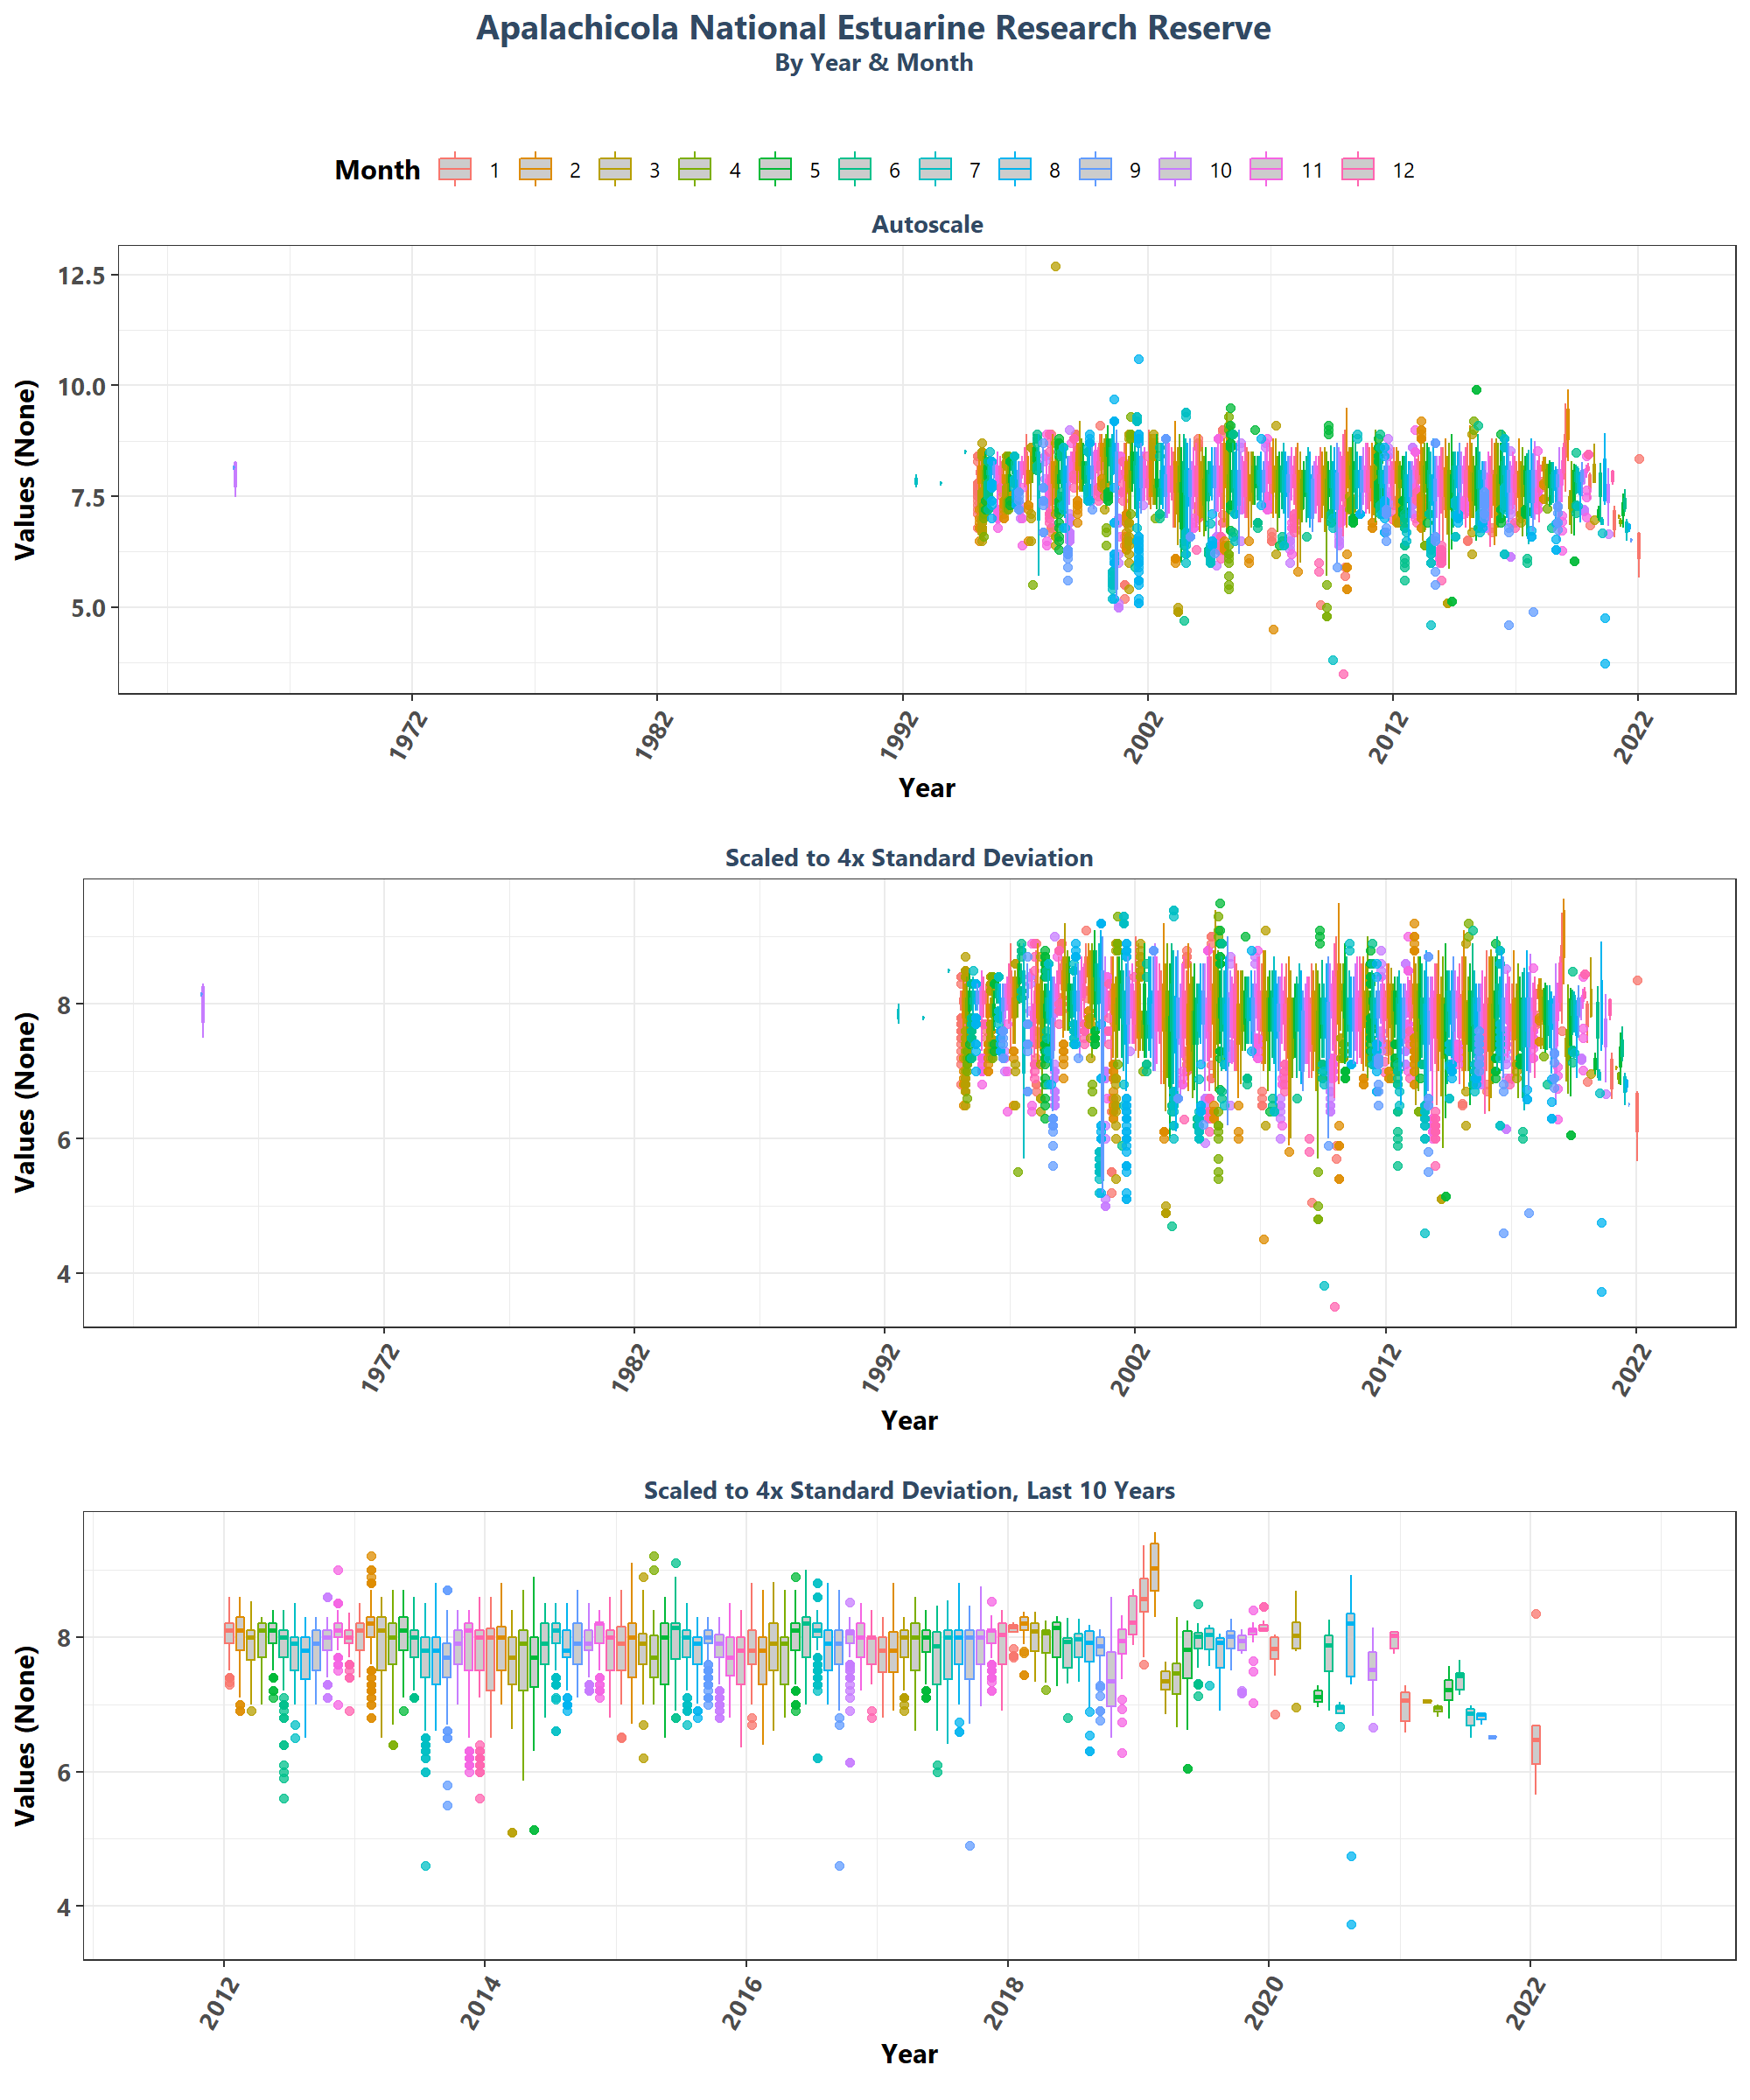 Apalachicola National Estuarine Research Reserve
By Year & Month
Month 1 2 3 4 5 6 7 8 9 10 11 12
Autoscale
Values (None)
12.5
10.0
7.5
5.0
1972 1982 1992 2002 2012 2022
Year
Scaled to 4x Standard Deviation
Values (None)
8
6
4
1972 1982 1992 2002 2012 2022
Year
Scaled to 4x Standard Deviation, Last 10 Years
Values (None)
8
6
4
2012 2014 2016 2018 2020 2022
Year